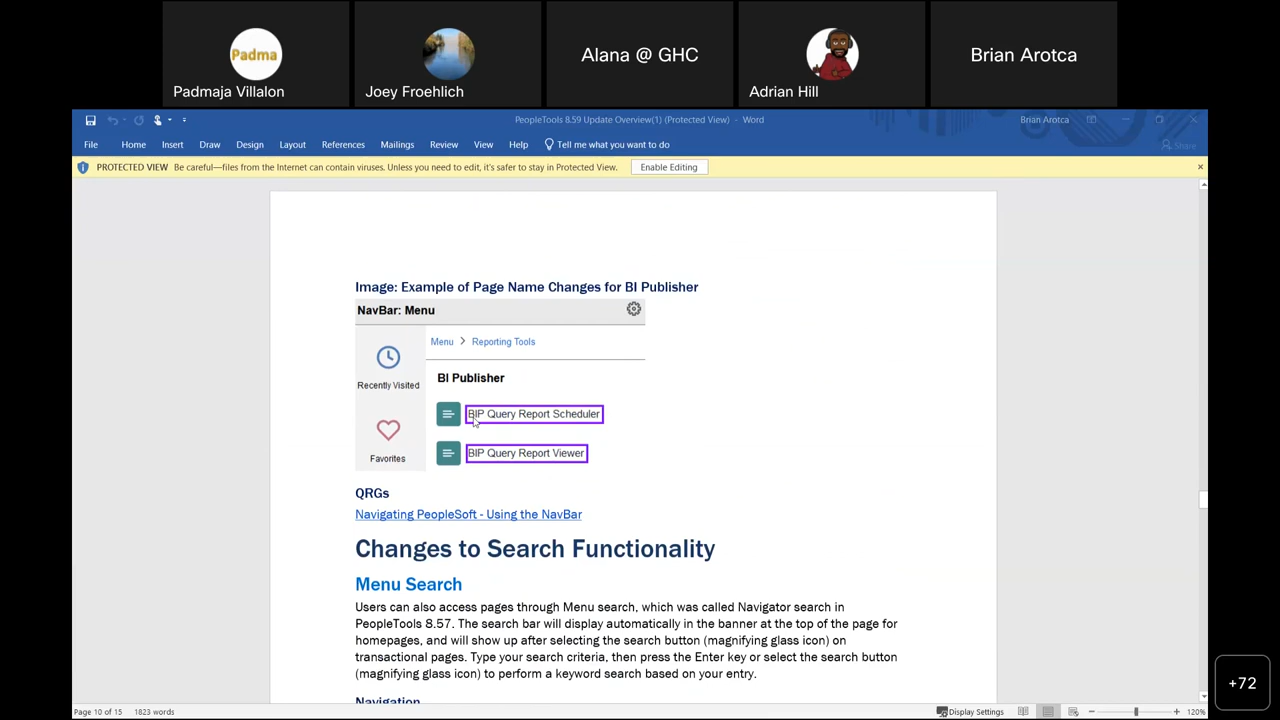 Padma
Padmaja Villalon
Joey Froehlich
Alana @ GHC
Adrian Hill
Brian Arotca
PeopleTools 8.59 Update Overview(1) (Protected View) - Word
Brian Arotca
File Home Insert Draw Design Layout References Mailings Review View Help Tell me what you want to do
Share
PROTECTED VIEW Be careful—files from the Internet can contain viruses. Unless you need to edit, it's safer to stay in Protected View. Enable Editing
Image: Example of Page Name Changes for BI Publisher
NavBar: Menu
Menu > Reporting Tools
Recently Visited
BI Publisher
BIP Query Report Scheduler
Favorites
BIP Query Report Viewer
QRGs
Navigating PeopleSoft - Using the NavBar
Changes to Search Functionality
Menu Search
Users can also access pages through Menu search, which was called Navigator search in
PeopleTools 8.57. The search bar will display automatically in the banner at the top of the page for
homepages, and will show up after selecting the search button (magnifying glass icon) on
transactional pages. Type your search criteria, then press the Enter key or select the search button
(magnifying glass icon) to perform a keyword search based on your entry.
Navigation
Page 10 of 15 1823 words
Display Settings
120%
+72